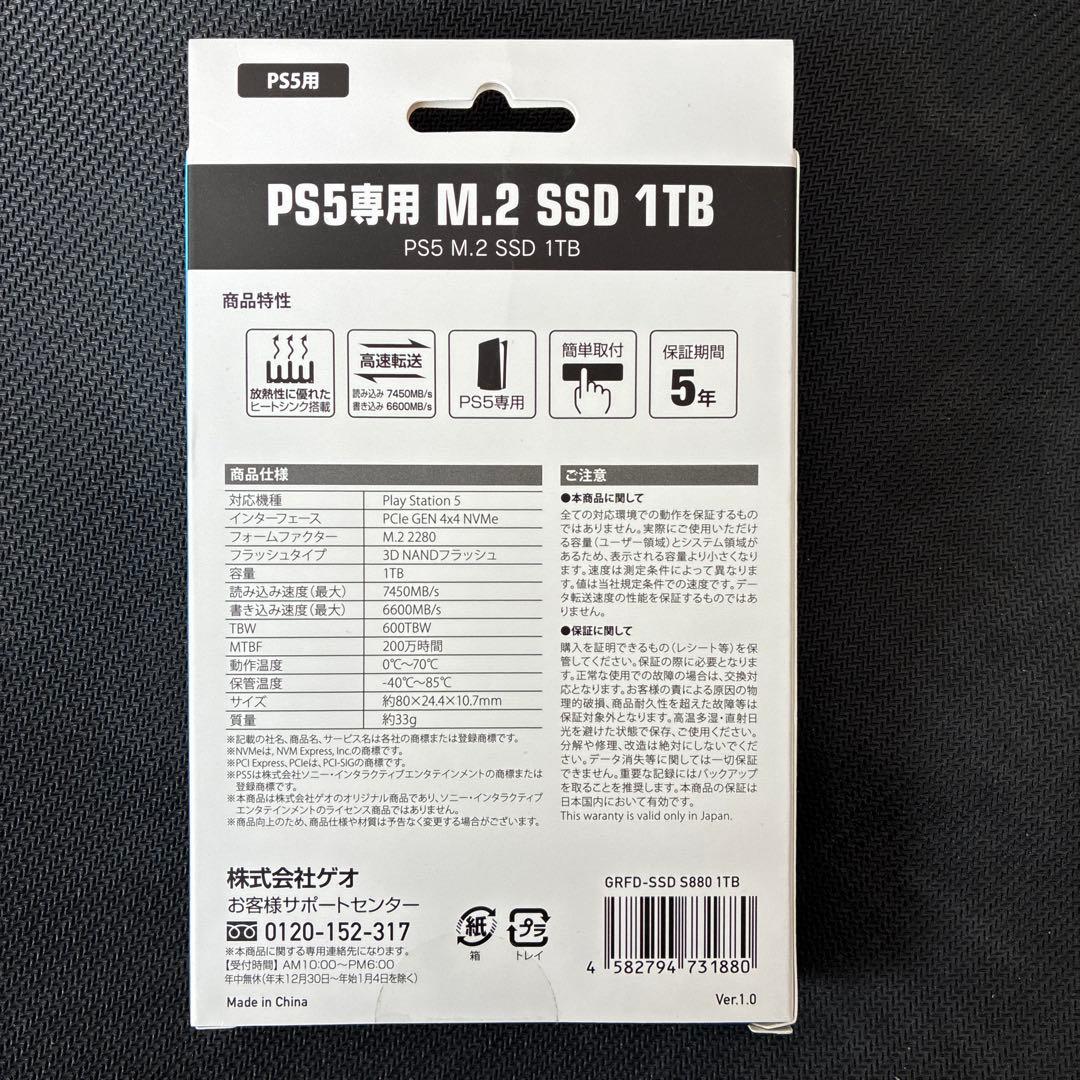 PS5用
PS5専用 M.2 SSD 1TB
PS5 M.2 SSD 1TB
商品特性
放熱性に優れた
ヒートシンク搭載
高速転送
読み込み 7450MB/s
書き込み 6600MB/s
PS5専用
簡単取付
保証期間
5年
商品仕様
対応機種 Play Station 5
インターフェース PCIe GEN 4x4 NVMe
フォームファクター M.2 2280
フラッシュタイプ 3D NANDフラッシュ
容量 1TB
読み込み速度(最大) 7450MB/s
書き込み速度(最大) 6600MB/s
TBW 600TBW
MTBF 200万時間
動作温度 0℃～70℃
保管温度 -40℃～85℃
サイズ 約80×24.4×10.7mm
質量 約33g
※記載の社名、商品名、サービス名は各社の商標または登録商標です。
※NVMeは、NVM Express, Inc.の商標です。
※PCI Express、PCIeは、PCI-SIGの商標です。
※PS5は株式会社ソニー・インタラクティブエンタテインメントの商標または
登録商標です。
※本商品は株式会社ゲオのオリジナル商品であり、ソニー・インタラクティブ
エンタテインメントのライセンス商品ではありません。
※商品向上のため、商品仕様や材質は予告なく変更する場合がございます。
ご注意
●本商品に関して
全ての対応環境での動作を保証するもの
ではありません。実際にご使用いただけ
る容量(ユーザー領域)とシステム領域が
あるため、表示される容量より小さくなり
ます。速度は測定条件によって異なりま
す。値は当社規定条件での速度です。デー
タ転送速度の性能を保証するものではあ
りません。
●保証に関して
購入を証明できるもの(レシート等)を保
管してください。保証の際に必要となりま
す。正常な使用での故障の場合は、交換対
応となります。お客様の責による原因の物
理的破損、商品耐久性を超えた故障等は
保証対象外となります。高温多湿・直射日
光を避けた状態で保存、ご使用ください。
分解や修理、改造は絶対にしないでくだ
さい。データ消失等に関しては一切保証
できません。重要な記録にはバックアップ
を取ることを推奨します。本商品の保証は
日本国内において有効です。
This waranty is valid only in Japan.
株式会社ゲオ
お客様サポートセンター
0120-152-317
※本商品に関する専用連絡先になります。
【受付時間】AM10:00～PM6:00
年中無休(年末12月30日～年始1月4日を除く)
Made in China
紙
箱
プラ
トレイ
GRFD-SSD S880 1TB
4 582794 731880
Ver.1.0